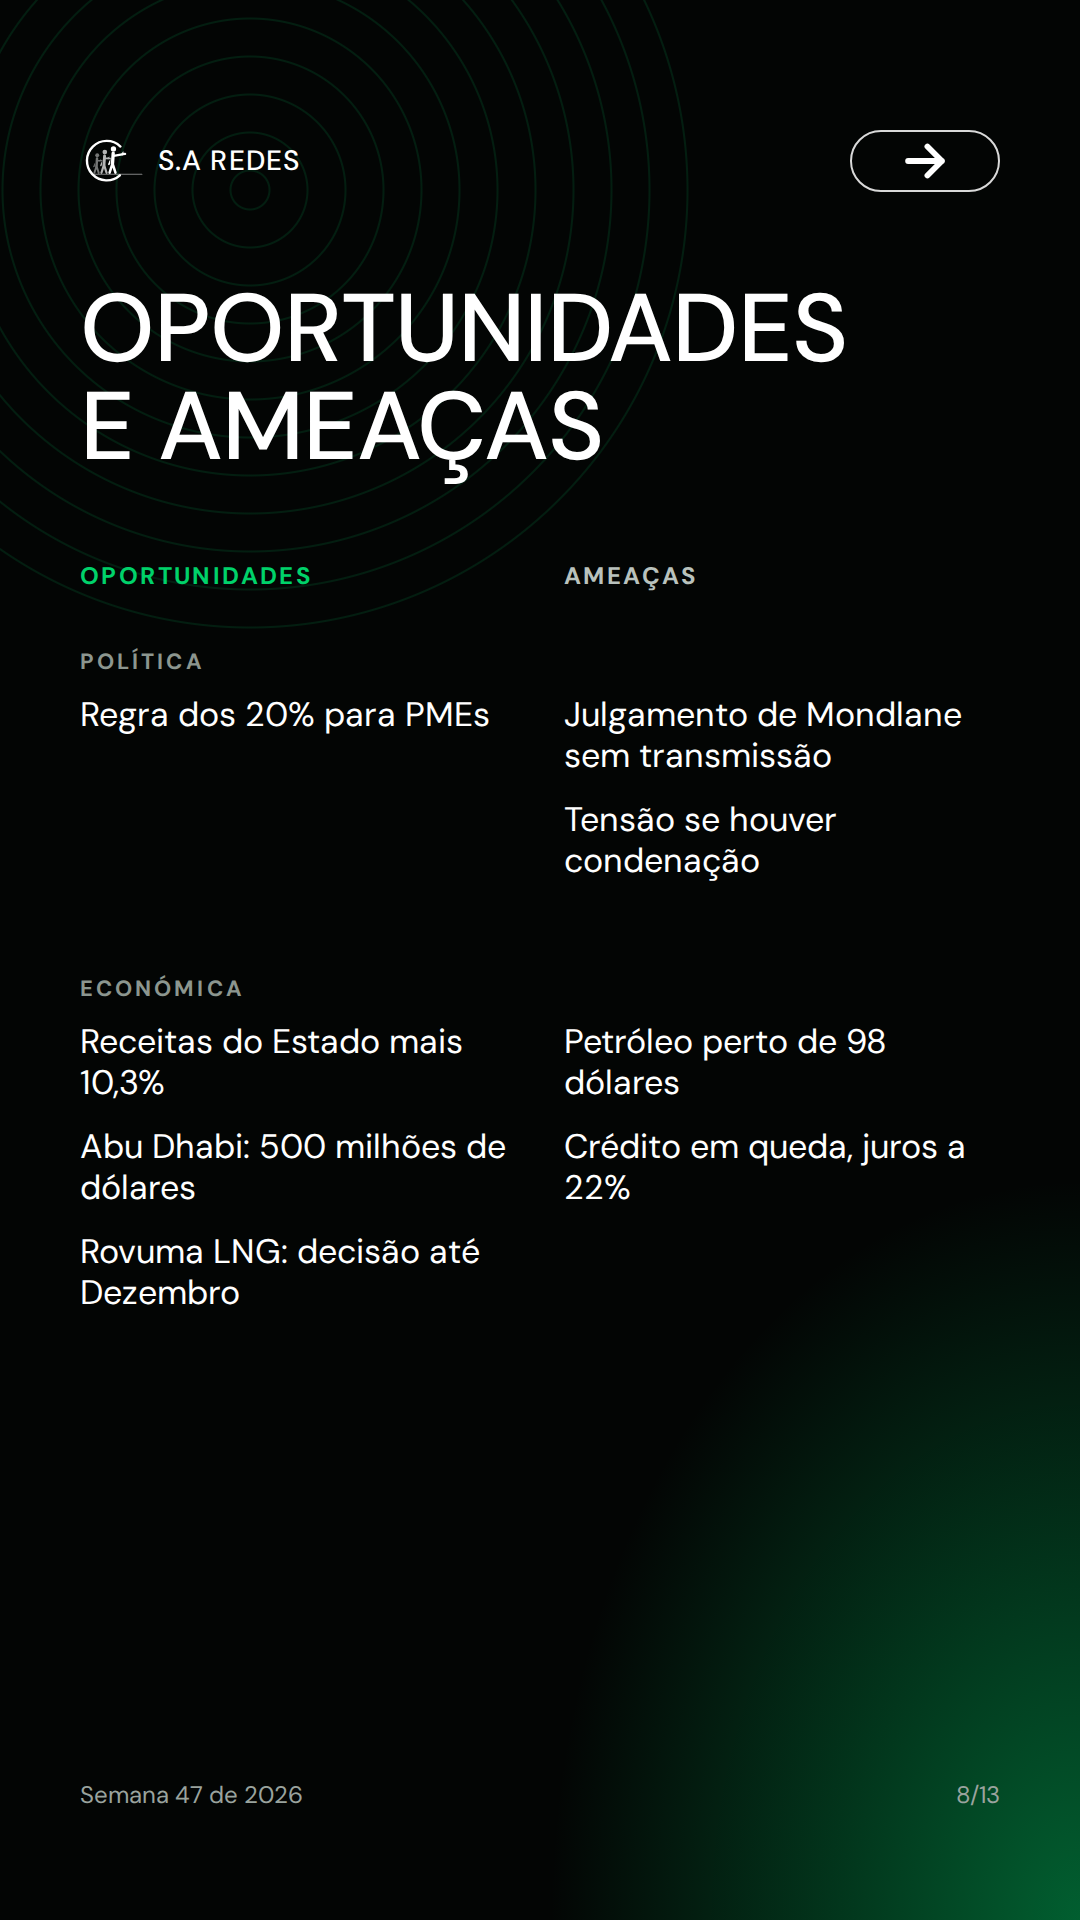 S.A REDES
OPORTUNIDADES
E AMEAÇAS
OPORTUNIDADES
AMEAÇAS
POLÍTICA
Regra dos 20% para PMEs
Julgamento de Mondlane
sem transmissão
Tensão se houver
condenação
ECONÓMICA
Receitas do Estado mais
10,3%
Abu Dhabi: 500 milhões de
dólares
Rovuma LNG: decisão até
Dezembro
Petróleo perto de 98
dólares
Crédito em queda, juros a
22%
Semana 47 de 2026
8/13